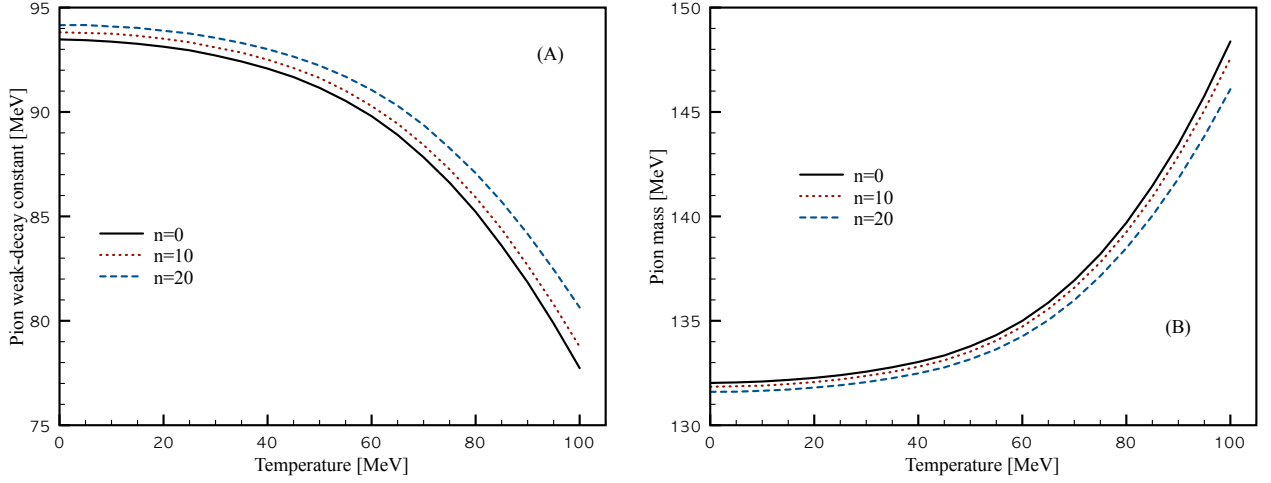 Pion weak-decay constant [MeV]
95
90
85
80
75
0
20
40
60
80
100
Temperature [MeV]
(A)
n=0
n=10
n=20
Pion mass [MeV]
150
145
140
135
130
0
20
40
60
80
100
Temperature [MeV]
n=0
n=10
n=20
(B)